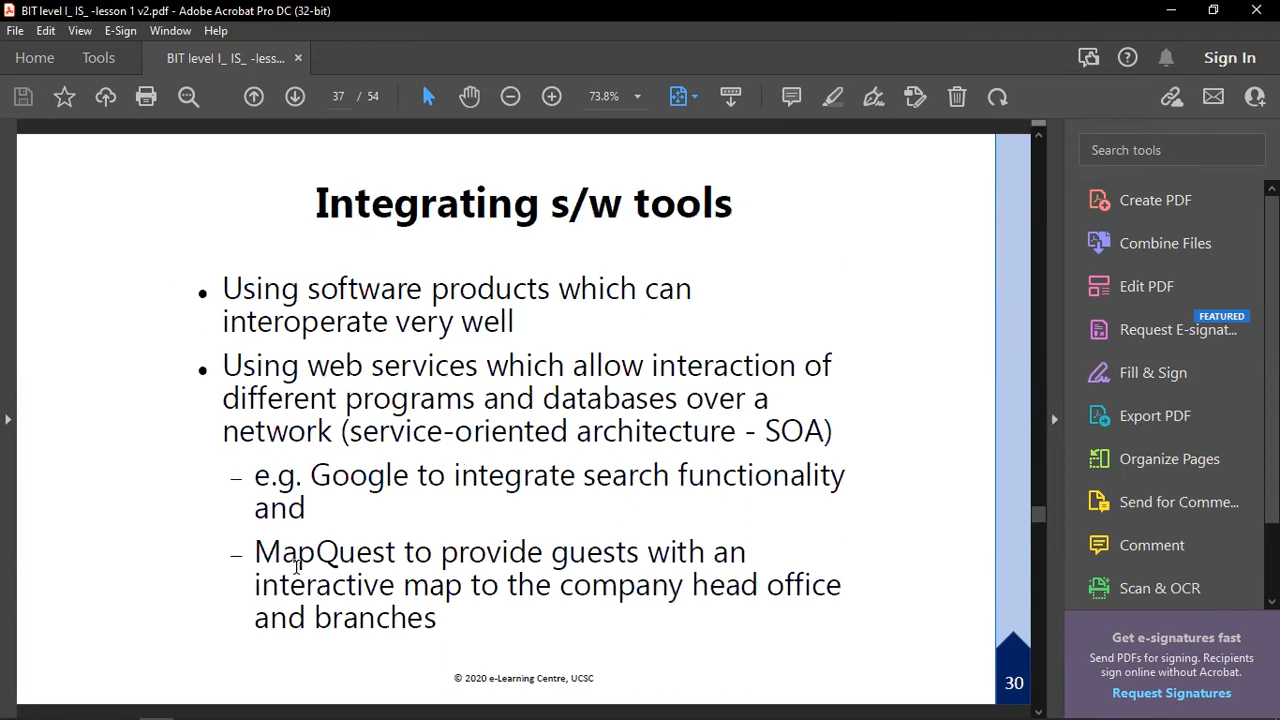 BIT level I_ IS_ -lesson 1 v2.pdf - Adobe Acrobat Pro DC (32-bit)
File Edit View E-Sign Window Help
Home Tools BIT level I_ IS_ -less... ×
Sign In
37 / 54 73.8%
Integrating s/w tools
• Using software products which can
interoperate very well
• Using web services which allow interaction of
different programs and databases over a
network (service-oriented architecture - SOA)
– e.g. Google to integrate search functionality
and
– MapQuest to provide guests with an
interactive map to the company head office
and branches
© 2020 e-Learning Centre, UCSC
30
Search tools
Create PDF
Combine Files
Edit PDF
FEATURED
Request E-signat...
Fill & Sign
Export PDF
Organize Pages
Send for Comme...
Comment
Scan & OCR
Get e-signatures fast
Send PDFs for signing. Recipients
sign online without Acrobat.
Request Signatures